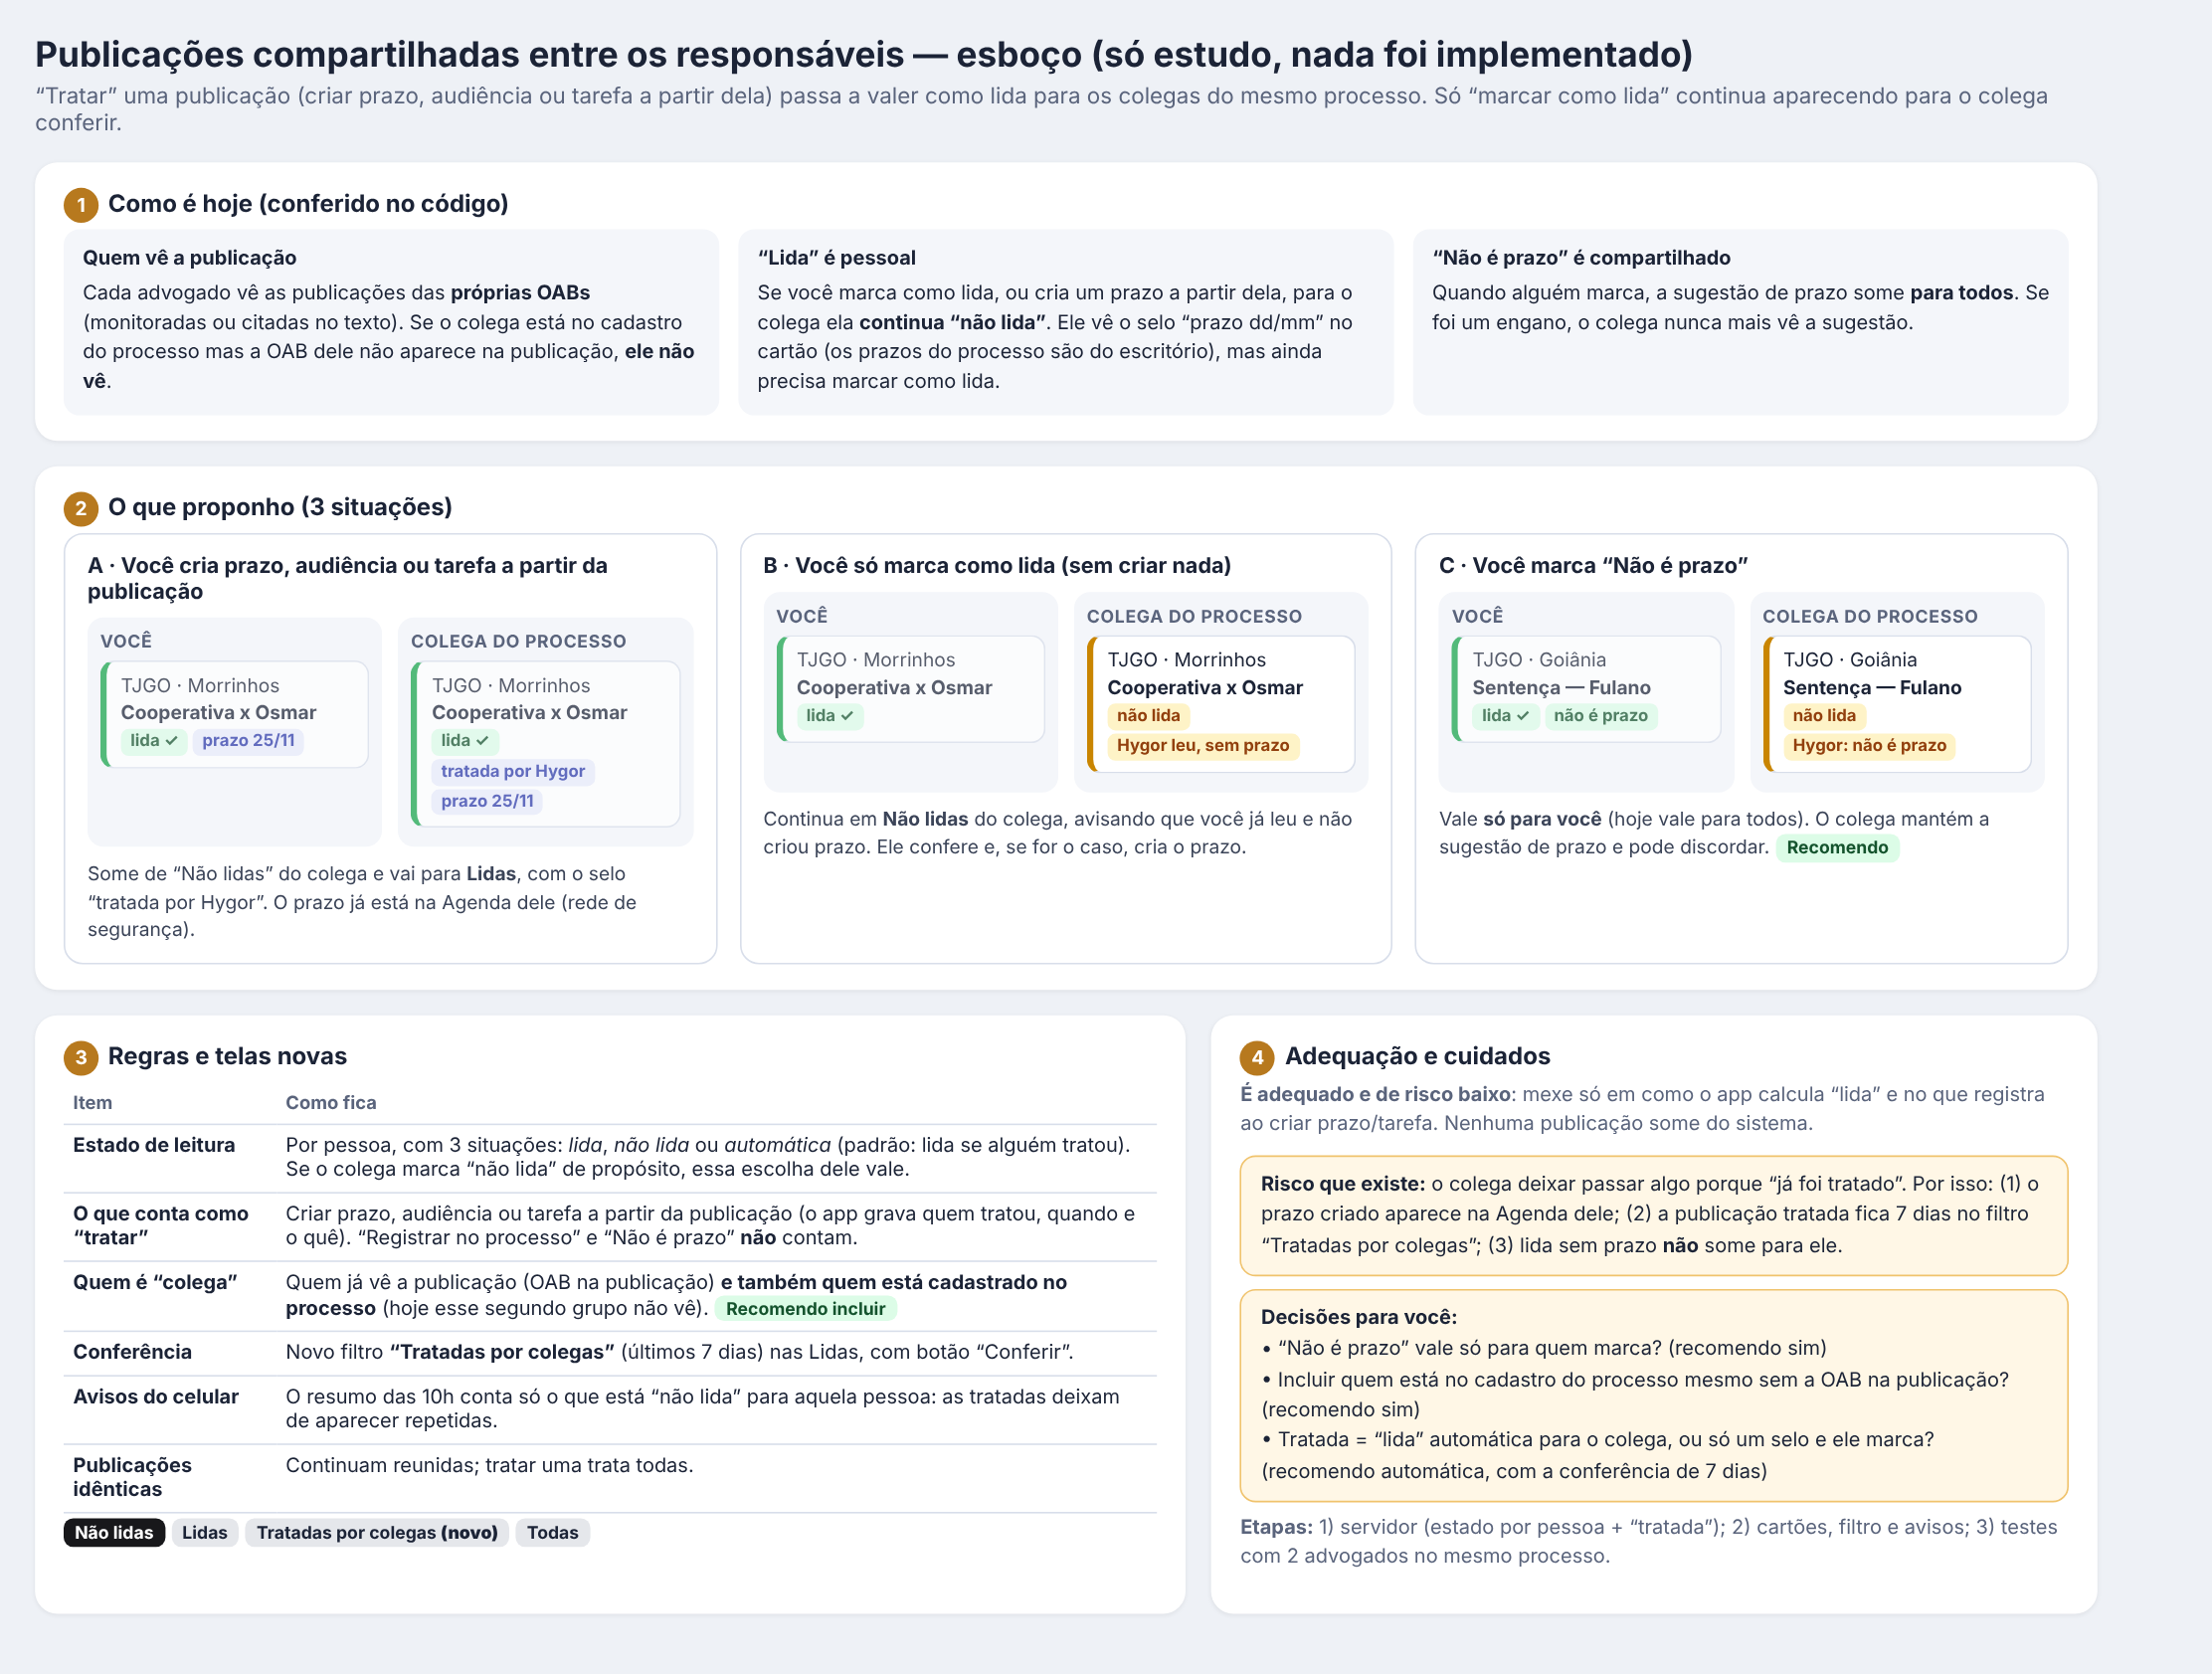 Publicações compartilhadas entre os responsáveis — esboço (só estudo, nada foi implementado)
“Tratar” uma publicação (criar prazo, audiência ou tarefa a partir dela) passa a valer como lida para os colegas do mesmo processo. Só “marcar como lida” continua aparecendo para o colega
conferir.
1 Como é hoje (conferido no código)
Quem vê a publicação
Cada advogado vê as publicações das próprias OABs
(monitoradas ou citadas no texto). Se o colega está no cadastro
do processo mas a OAB dele não aparece na publicação, ele não
vê.
“Lida” é pessoal
Se você marca como lida, ou cria um prazo a partir dela, para o
colega ela continua “não lida”. Ele vê o selo “prazo dd/mm” no
cartão (os prazos do processo são do escritório), mas ainda
precisa marcar como lida.
“Não é prazo” é compartilhado
Quando alguém marca, a sugestão de prazo some para todos. Se
foi um engano, o colega nunca mais vê a sugestão.
2 O que proponho (3 situações)
A · Você cria prazo, audiência ou tarefa a partir da
publicação
VOCÊ
TJGO · Morrinhos
Cooperativa x Osmar
lida ✓ prazo 25/11
COLEGA DO PROCESSO
TJGO · Morrinhos
Cooperativa x Osmar
lida ✓
tratada por Hygor
prazo 25/11
Some de “Não lidas” do colega e vai para Lidas, com o selo
“tratada por Hygor”. O prazo já está na Agenda dele (rede de
segurança).
B · Você só marca como lida (sem criar nada)
VOCÊ
TJGO · Morrinhos
Cooperativa x Osmar
lida ✓
COLEGA DO PROCESSO
TJGO · Morrinhos
Cooperativa x Osmar
não lida
Hygor leu, sem prazo
Continua em Não lidas do colega, avisando que você já leu e não
criou prazo. Ele confere e, se for o caso, cria o prazo.
C · Você marca “Não é prazo”
VOCÊ
TJGO · Goiânia
Sentença — Fulano
lida ✓ não é prazo
COLEGA DO PROCESSO
TJGO · Goiânia
Sentença — Fulano
não lida
Hygor: não é prazo
Vale só para você (hoje vale para todos). O colega mantém a
sugestão de prazo e pode discordar. Recomendo
3 Regras e telas novas
Item Como fica
Estado de leitura Por pessoa, com 3 situações: lida, não lida ou automática (padrão: lida se alguém tratou).
Se o colega marca “não lida” de propósito, essa escolha dele vale.
O que conta como Criar prazo, audiência ou tarefa a partir da publicação (o app grava quem tratou, quando e
“tratar” o quê). “Registrar no processo” e “Não é prazo” não contam.
Quem é “colega” Quem já vê a publicação (OAB na publicação) e também quem está cadastrado no
processo (hoje esse segundo grupo não vê). Recomendo incluir
Conferência Novo filtro “Tratadas por colegas” (últimos 7 dias) nas Lidas, com botão “Conferir”.
Avisos do celular O resumo das 10h conta só o que está “não lida” para aquela pessoa: as tratadas deixam
de aparecer repetidas.
Publicações Continuam reunidas; tratar uma trata todas.
idênticas
Não lidas Lidas Tratadas por colegas (novo) Todas
4 Adequação e cuidados
É adequado e de risco baixo: mexe só em como o app calcula “lida” e no que registra
ao criar prazo/tarefa. Nenhuma publicação some do sistema.
Risco que existe: o colega deixar passar algo porque “já foi tratado”. Por isso: (1) o
prazo criado aparece na Agenda dele; (2) a publicação tratada fica 7 dias no filtro
“Tratadas por colegas”; (3) lida sem prazo não some para ele.
Decisões para você:
• “Não é prazo” vale só para quem marca? (recomendo sim)
• Incluir quem está no cadastro do processo mesmo sem a OAB na publicação?
(recomendo sim)
• Tratada = “lida” automática para o colega, ou só um selo e ele marca?
(recomendo automática, com a conferência de 7 dias)
Etapas: 1) servidor (estado por pessoa + “tratada”); 2) cartões, filtro e avisos; 3) testes
com 2 advogados no mesmo processo.